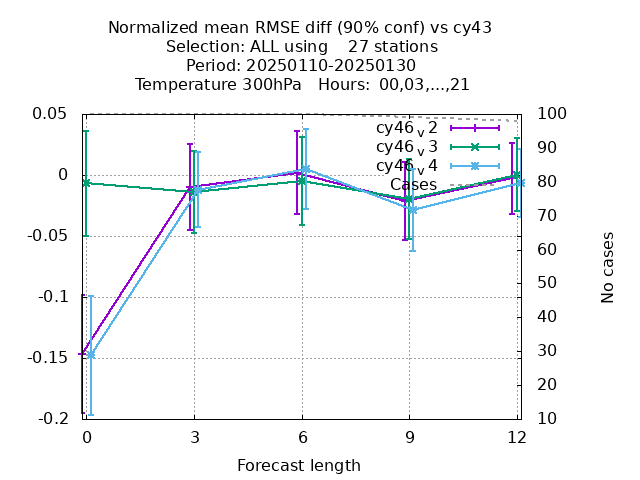 Normalized mean RMSE diff (90% conf) vs cy43
Selection: ALL using    27 stations
Period: 20250110-20250130
Temperature 300hPa   Hours: 00,03,...,21
0.05
0
-0.05
-0.1
-0.15
-0.2
100
90
80
70
60
50
40
30
20
10
No cases
cy46_v2
cy46_v3
cy46_v4
Cases
0
3
6
9
12
Forecast length